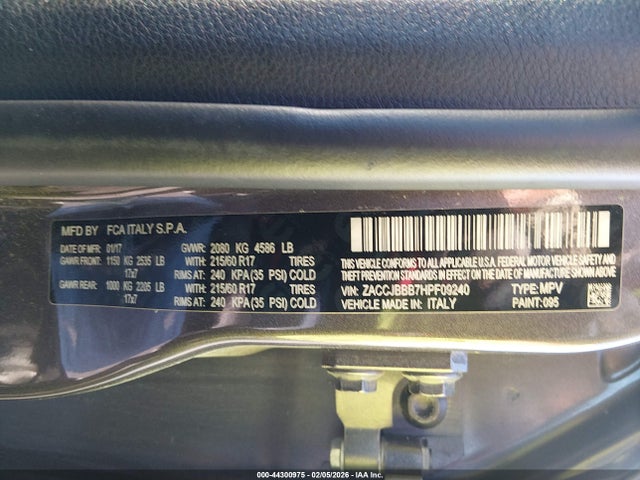 MFD BY FCA ITALY S.P.A.
DATE OF MFR: 01/17 GVWR: 2080 KG 4586 LB
GAWR FRONT: 1150 KG 2535 LB WITH: 215/60 R17 TIRES
17x7 RIMS AT: 240 KPA(35 PSI) COLD
GAWR REAR: 1000 KG 2205 LB WITH: 215/60 R17 TIRES
17x7 RIMS AT: 240 KPA(35 PSI) COLD
THIS VEHICLE CONFORMS TO ALL APPLICABLE U.S.A. FEDERAL MOTOR VEHICLE SAFETY AND
THEFT PREVENTION STANDARDS IN EFFECT ON THE DATE OF MANUFACTURE SHOWN ABOVE
VIN: ZACCJBBB7HPF09240 TYPE: MPV
VEHICLE MADE IN: ITALY PAINT: 095
000-44300975 - 02/05/2026 - IAA Inc.